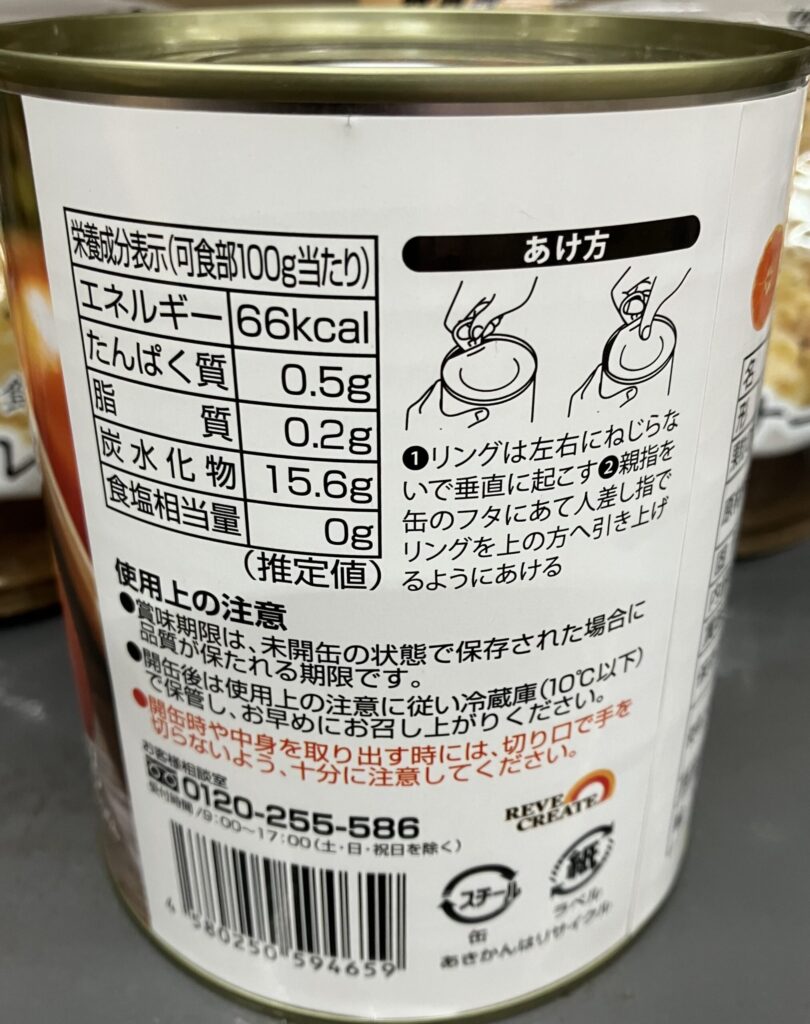 栄養成分表示(可食部100g当たり)
エネルギー 66kcal
たんぱく質 0.5g
脂質 0.2g
炭水化物 15.6g
食塩相当量 0g
(推定値)
あけ方
❶リングは左右にねじらな
いで垂直に起こす❷親指を
缶のフタにあて人差し指で
リングを上の方へ引き上げ
るようにあける
使用上の注意
●賞味期限は、未開缶の状態で保存された場合に
品質が保たれる期限です。
●開缶後は使用上の注意に従い冷蔵庫(10℃以下)
で保管し、お早めにお召し上がりください。
●開缶時や中身を取り出す時には、切り口で手を
切らないよう、十分に注意してください。
お客様相談室
0120-255-586
受付時間/9:00〜17:00(土・日・祝日を除く)
REVE
CREATE
4 580250 594659
スチール
缶
紙
ラベル
あきかんはリサイクル
名